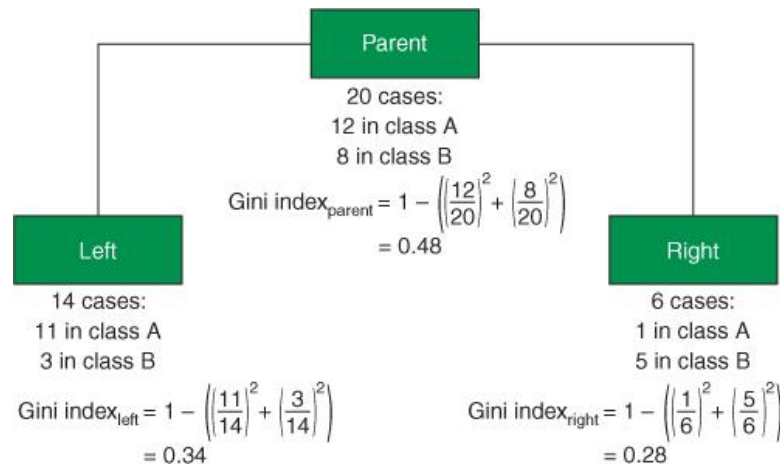 Parent
20 cases:
12 in class A
8 in class B
Gini index_parent = 1 − ((12/20)² + (8/20)²)
= 0.48
Left
14 cases:
11 in class A
3 in class B
Gini index_left = 1 − ((11/14)² + (3/14)²)
= 0.34
Right
6 cases:
1 in class A
5 in class B
Gini index_right = 1 − ((1/6)² + (5/6)²)
= 0.28